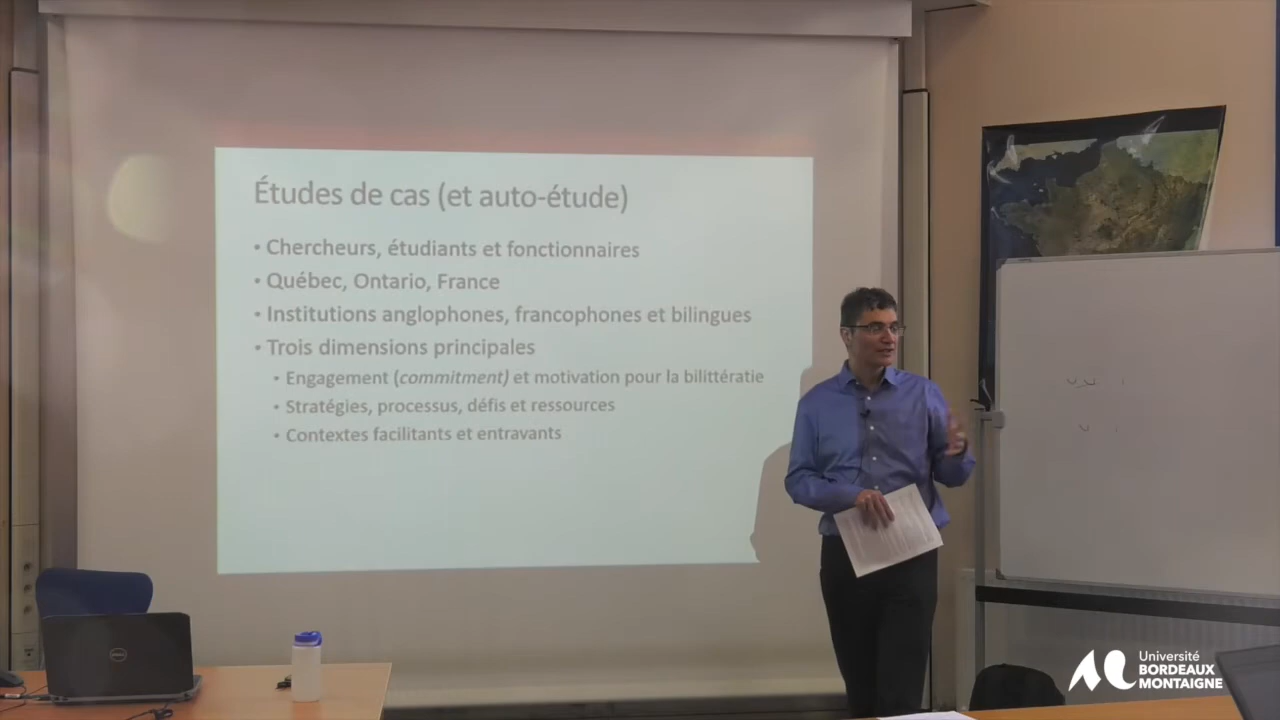 Études de cas (et auto-étude)
• Chercheurs, étudiants et fonctionnaires
• Québec, Ontario, France
• Institutions anglophones, francophones et bilingues
• Trois dimensions principales
• Engagement (commitment) et motivation pour la bilittératie
• Stratégies, processus, défis et ressources
• Contextes facilitants et entravants
DELL
Université
BORDEAUX
MONTAIGNE